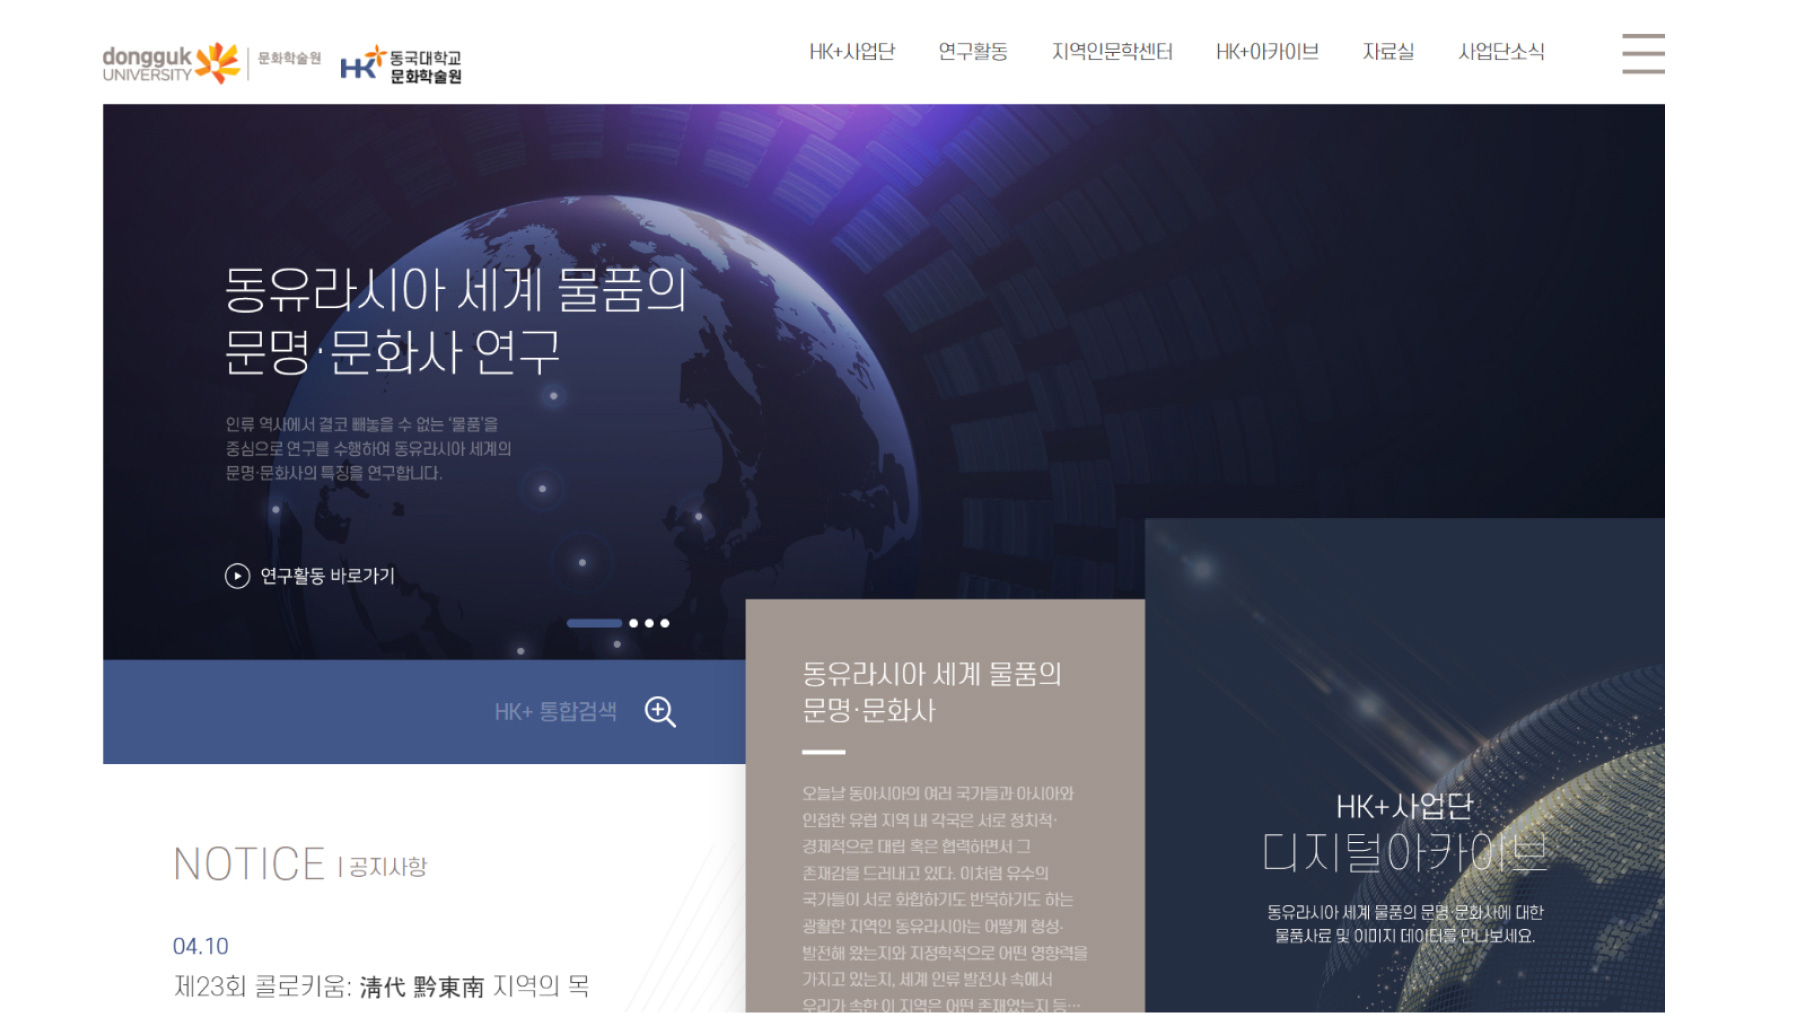 dongguk
UNIVERSITY
문화학술원
HK+
동국대학교
문화학술원
HK+사업단
연구활동
지역인문학센터
HK+아카이브
자료실
사업단소식
동유라시아 세계 물품의
문명·문화사 연구
인류 역사에서 결코 빼놓을 수 없는 '물품'을
중심으로 연구를 수행하여 동유라시아 세계의
문명·문화사의 특징을 연구합니다.
연구활동 바로가기
HK+ 통합검색
동유라시아 세계 물품의
문명·문화사
오늘날 동아시아의 여러 국가들과 아시아와
인접한 유럽 지역 내 각국은 서로 정치적·
경제적으로 대립 혹은 협력하면서 그
존재감을 드러내고 있다. 이처럼 유수의
국가들이 서로 화합하기도 반목하기도 하는
광활한 지역인 동유라시아는 어떻게 형성·
발전해 왔는지와 지정학적으로 어떤 영향력을
가지고 있는지, 세계 인류 발전사 속에서
우리가 속한 이 지역은 어떤 존재였는지 등…
HK+사업단
디지털아카이브
동유라시아 세계 물품의 문명·문화사에 대한
물품사료 및 이미지 데이터를 만나보세요.
NOTICE | 공지사항
04.10
제23회 콜로키움: 淸代 黔東南 지역의 목